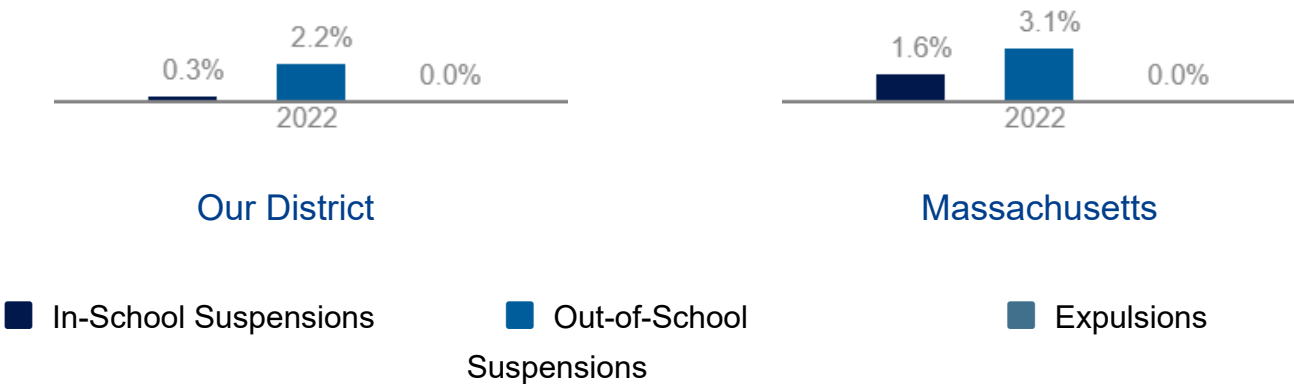 0.3%
2.2%
0.0%
2022
Our District
1.6%
3.1%
0.0%
2022
Massachusetts
In-School Suspensions
Out-of-School
Suspensions
Expulsions